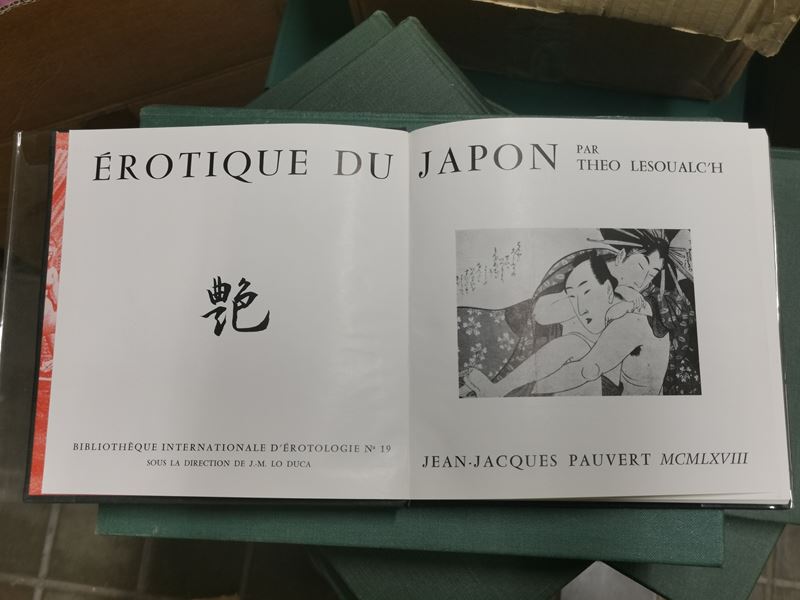 ÉROTIQUE DU JAPON
PAR
THEO LESOUALC'H
艶
BIBLIOTHÈQUE INTERNATIONALE D'ÉROTOLOGIE Nº 19
SOUS LA DIRECTION DE J.-M. LO DUCA
JEAN-JACQUES PAUVERT MCMLXVIII